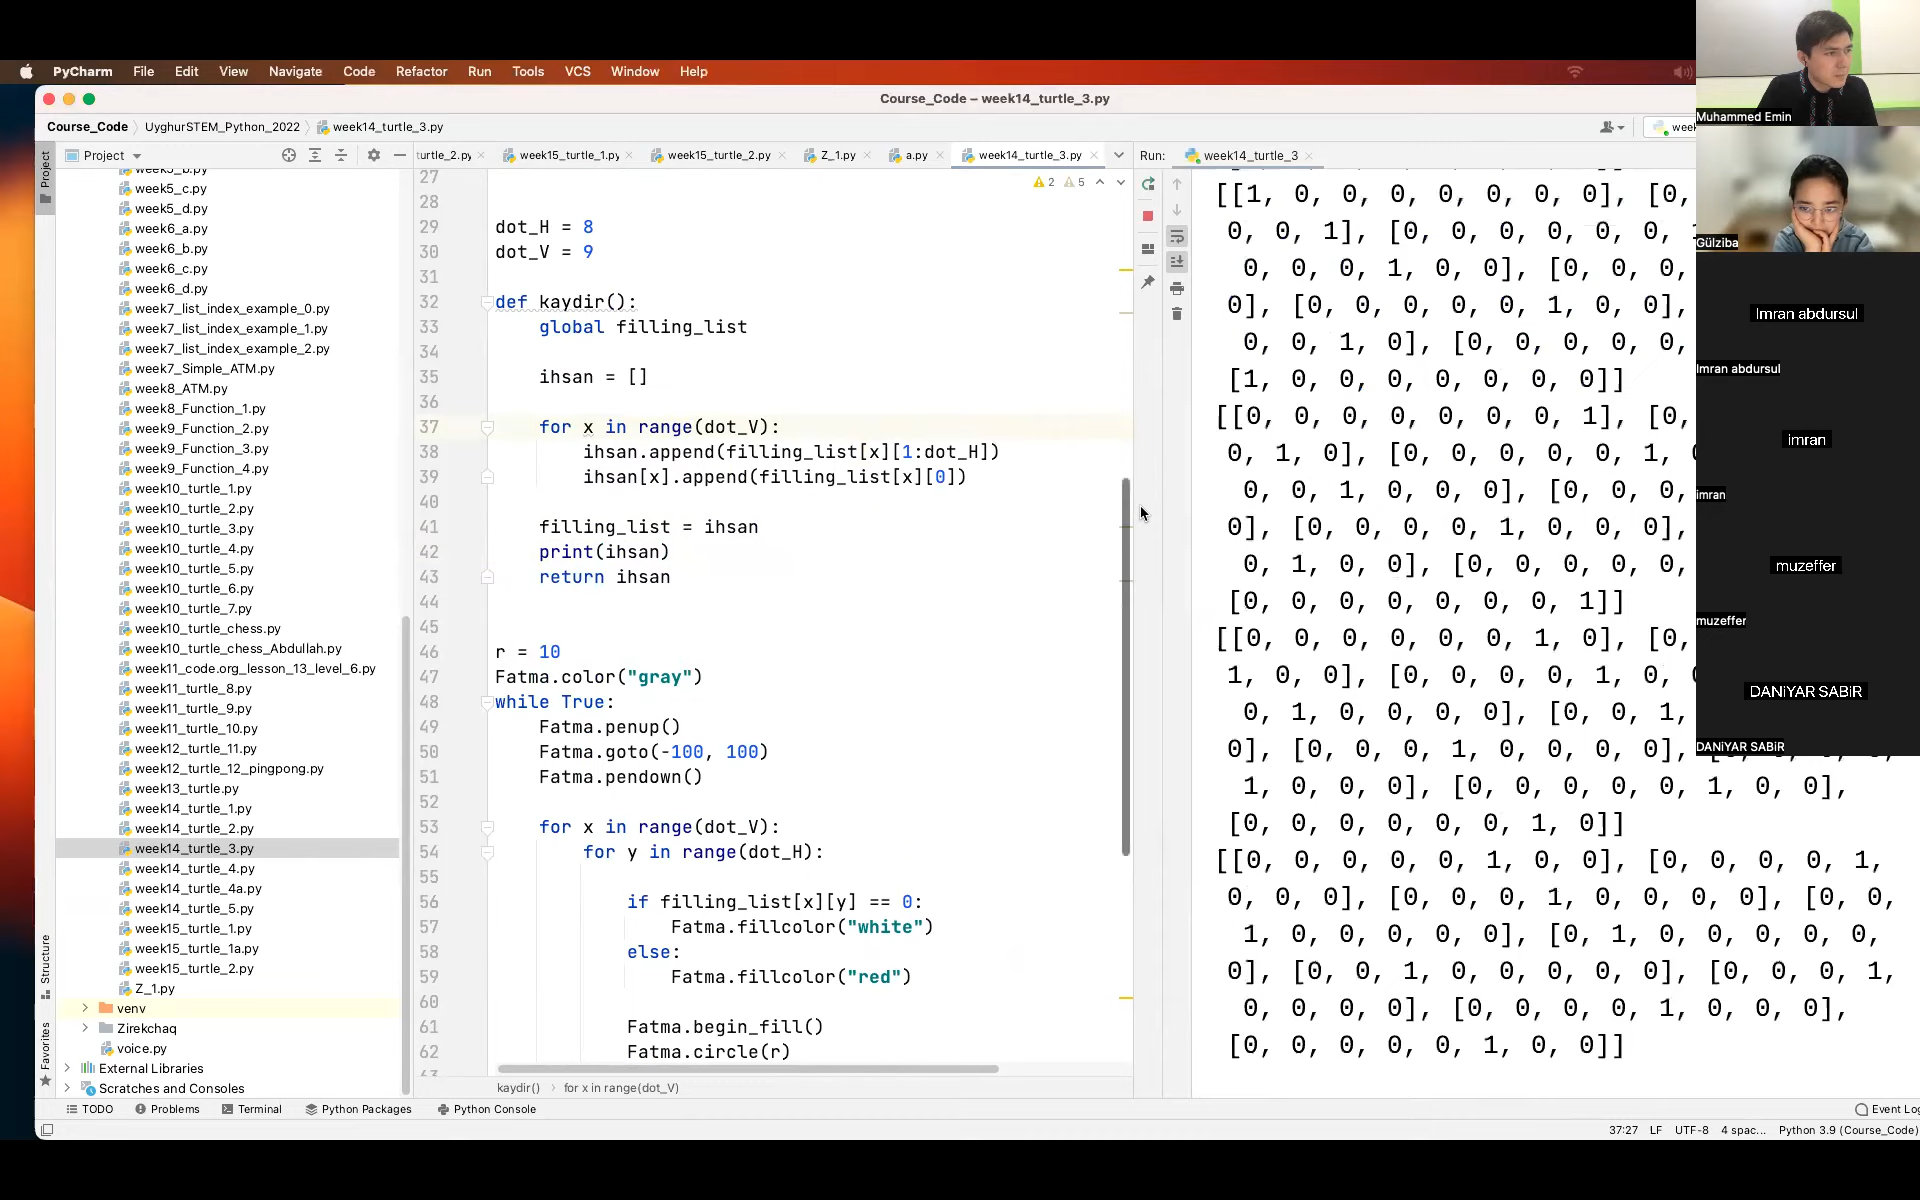 PyCharm File Edit View Navigate Code Refactor Run Tools VCS Window Help
Course_Code – week14_turtle_3.py
Course_Code UyghurSTEM_Python_2022 week14_turtle_3.py
Project
turtle_2.py week15_turtle_1.py week15_turtle_2.py Z_1.py a.py week14_turtle_3.py
Run: week14_turtle_3
Project
week5_b.py
week5_c.py
week5_d.py
week6_a.py
week6_b.py
week6_c.py
week6_d.py
week7_list_index_example_0.py
week7_list_index_example_1.py
week7_list_index_example_2.py
week7_Simple_ATM.py
week8_ATM.py
week8_Function_1.py
week9_Function_2.py
week9_Function_3.py
week9_Function_4.py
week10_turtle_1.py
week10_turtle_2.py
week10_turtle_3.py
week10_turtle_4.py
week10_turtle_5.py
week10_turtle_6.py
week10_turtle_7.py
week10_turtle_chess.py
week10_turtle_chess_Abdullah.py
week11_code.org_lesson_13_level_6.py
week11_turtle_8.py
week11_turtle_9.py
week11_turtle_10.py
week12_turtle_11.py
week12_turtle_12_pingpong.py
week13_turtle.py
week14_turtle_1.py
week14_turtle_2.py
week14_turtle_3.py
week14_turtle_4.py
week14_turtle_4a.py
week14_turtle_5.py
week15_turtle_1.py
week15_turtle_1a.py
week15_turtle_2.py
Z_1.py
venv
Zirekchaq
voice.py
External Libraries
Scratches and Consoles
Structure
Favorites
2 5
27
28
29 dot_H = 8
30 dot_V = 9
31
32 def kaydir():
33 global filling_list
34
35 ihsan = []
36
37 for x in range(dot_V):
38 ihsan.append(filling_list[x][1:dot_H])
39 ihsan[x].append(filling_list[x][0])
40
41 filling_list = ihsan
42 print(ihsan)
43 return ihsan
44
45
46 r = 10
47 Fatma.color("gray")
48 while True:
49 Fatma.penup()
50 Fatma.goto(-100, 100)
51 Fatma.pendown()
52
53 for x in range(dot_V):
54 for y in range(dot_H):
55
56 if filling_list[x][y] == 0:
57 Fatma.fillcolor("white")
58 else:
59 Fatma.fillcolor("red")
60
61 Fatma.begin_fill()
62 Fatma.circle(r)
kaydir() for x in range(dot_V)
[[1, 0, 0, 0, 0, 0, 0, 0], [0,
0, 0, 1], [0, 0, 0, 0, 0, 0,
0, 0, 0, 1, 0, 0], [0, 0, 0,
0], [0, 0, 0, 0, 0, 1, 0, 0],
0, 0, 1, 0], [0, 0, 0, 0, 0,
[1, 0, 0, 0, 0, 0, 0, 0]]
[[0, 0, 0, 0, 0, 0, 0, 1], [0,
0, 1, 0], [0, 0, 0, 0, 0, 1,
0, 0, 1, 0, 0, 0], [0, 0, 0,
0], [0, 0, 0, 0, 1, 0, 0, 0],
0, 1, 0, 0], [0, 0, 0, 0, 0,
[0, 0, 0, 0, 0, 0, 0, 1]]
[[0, 0, 0, 0, 0, 0, 1, 0], [0,
1, 0, 0], [0, 0, 0, 0, 1, 0,
0, 1, 0, 0, 0, 0], [0, 0, 1,
0], [0, 0, 0, 1, 0, 0, 0, 0],
1, 0, 0, 0], [0, 0, 0, 0, 0, 1, 0, 0],
[0, 0, 0, 0, 0, 0, 1, 0]]
[[0, 0, 0, 0, 0, 1, 0, 0], [0, 0, 0, 0, 1,
0, 0, 0], [0, 0, 0, 1, 0, 0, 0, 0], [0, 0,
1, 0, 0, 0, 0, 0], [0, 1, 0, 0, 0, 0, 0,
0], [0, 0, 1, 0, 0, 0, 0, 0], [0, 0, 0, 1,
0, 0, 0, 0], [0, 0, 0, 0, 1, 0, 0, 0],
[0, 0, 0, 0, 0, 1, 0, 0]]
Muhammed Emin
Gülziba
Imran abdursul
Imran abdursul
imran
imran
muzeffer
muzeffer
DANiYAR SABiR
DANiYAR SABiR
TODO Problems Terminal Python Packages Python Console
37:27 LF UTF-8 4 spac... Python 3.9 (Course_Code)